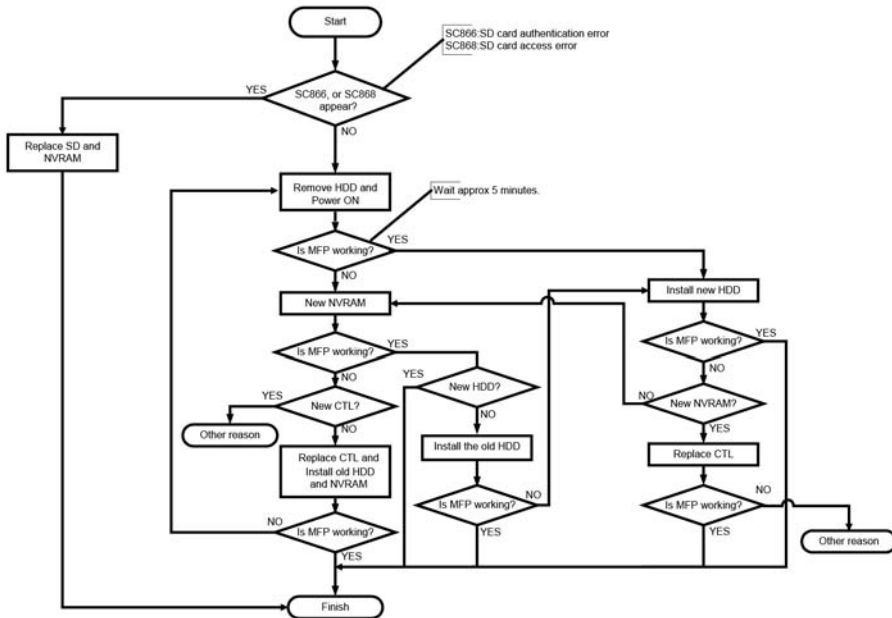 Start
SC866:SD card authentication error
SC868:SD card access error
SC866, or SC868
appear?
YES
NO
Replace SD and
NVRAM
Remove HDD and
Power ON
Wait approx 5 minutes.
Is MFP working?
YES
NO
New NVRAM
Install new HDD
Is MFP working?
YES
NO
Is MFP working?
YES
NO
New CTL?
YES
NO
Other reason
New HDD?
YES
NO
New NVRAM?
NO
YES
Replace CTL and
Install old HDD
and NVRAM
Install the old HDD
Replace CTL
Is MFP working?
NO
YES
Is MFP working?
NO
YES
Is MFP working?
NO
YES
Other reason
Finish